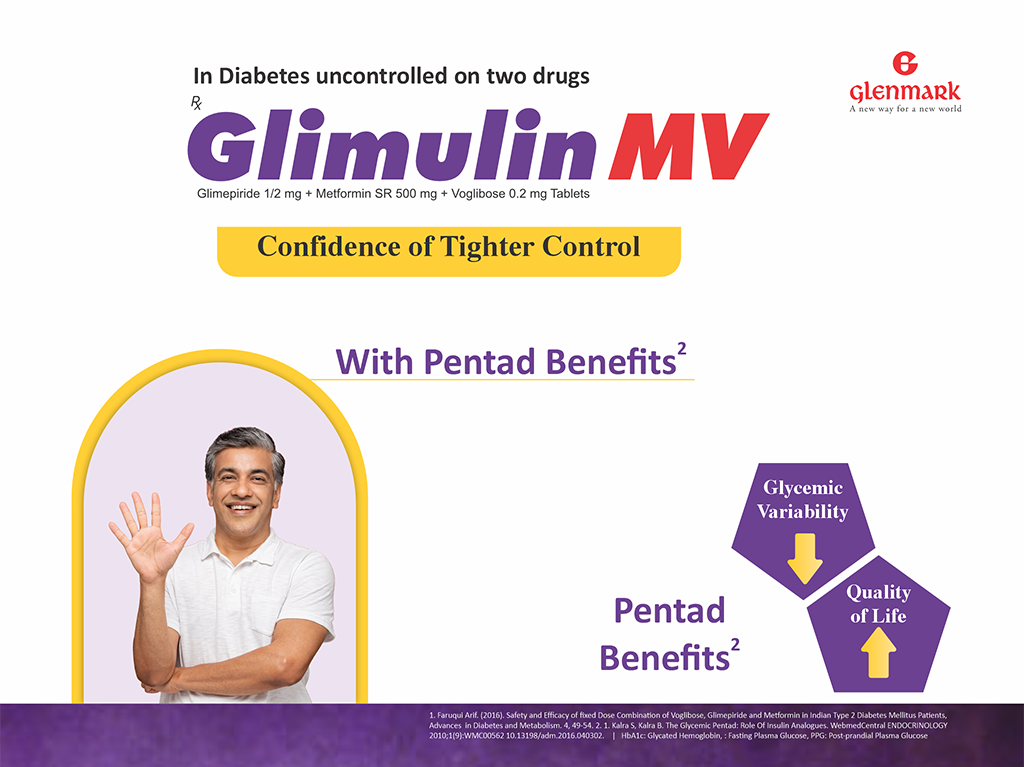 In Diabetes uncontrolled on two drugs
GLENMARK
A new way for a new world
Rx
Glimulin MV
Glimepiride 1/2 mg + Metformin SR 500 mg + Voglibose 0.2 mg Tablets
Confidence of Tighter Control
With Pentad Benefits2
Glycemic
Variability
Quality
of Life
Pentad
Benefits2
1. Faruqui Arif. (2016). Safety and Efficacy of fixed Dose Combination of Voglibose, Glimepiride and Metformin in Indian Type 2 Diabetes Mellitus Patients,
Advances in Diabetes and Metabolism. 4, 49-54. 2. 1. Kalra S, Kalra B. The Glycemic Pentad: Role Of Insulin Analogues. WebmedCentral ENDOCRINOLOGY
2010;1(9):WMC00562 10.13198/adm.2016.040302. | HbA1c: Glycated Hemoglobin, : Fasting Plasma Glucose, PPG: Post-prandial Plasma Glucose